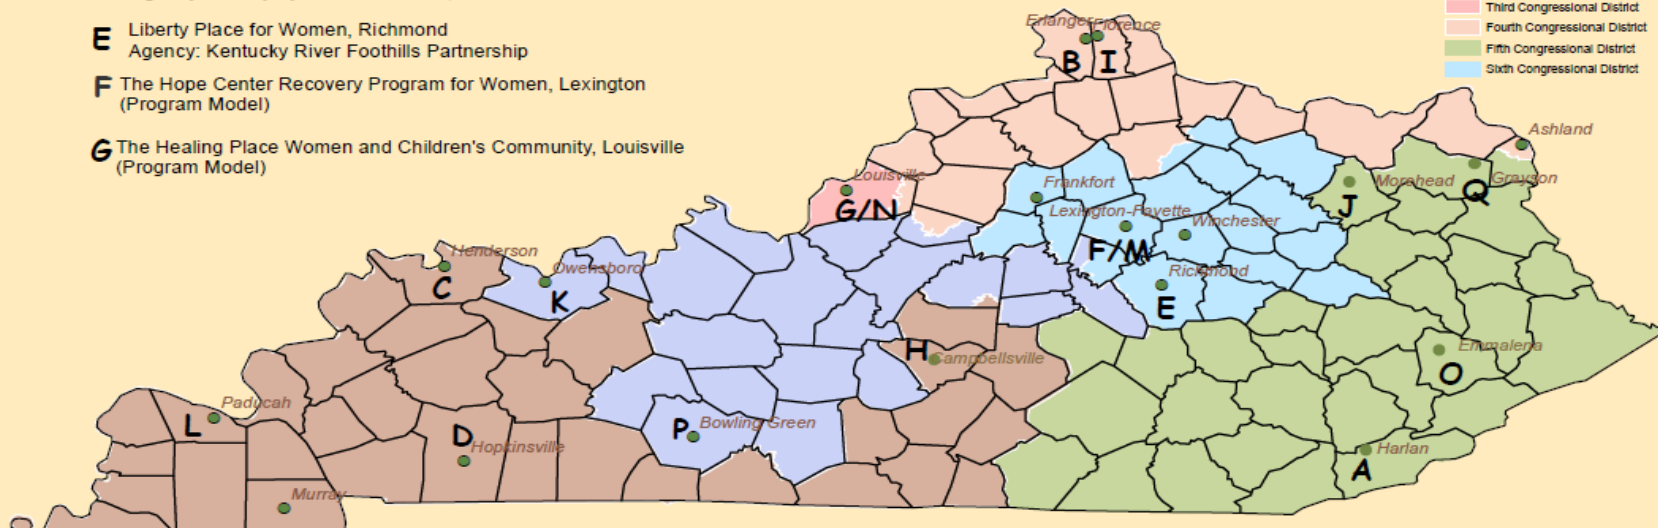 E Liberty Place for Women, Richmond
Agency: Kentucky River Foothills Partnership
F The Hope Center Recovery Program for Women, Lexington
(Program Model)
G The Healing Place Women and Children's Community, Louisville
(Program Model)
Third Congressional District
Fourth Congressional District
Fifth Congressional District
Sixth Congressional District
Erlanger Florence
B I
Ashland
Louisville
G/N
Frankfort
Morehead
J
Grayson
Q
Lexington-Fayette
F/M
Winchester
Richmond
E
Henderson
C
Owensboro
K
H
Campbellsville
Emmalena
O
Paducah
L
D
Hopkinsville
P
Bowling Green
Harlan
A
Murray